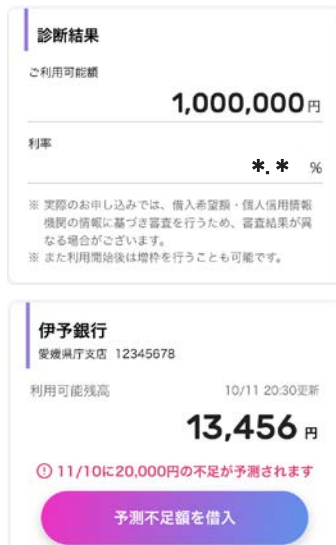 診断結果
ご利用可能額
1,000,000円
利率
*.* %
※ 実際のお申し込みでは、借入希望額・個人信用情報
機関の情報に基づき審査を行うため、審査結果が異
なる場合がございます。
※ また利用開始後は増枠を行うことも可能です。
伊予銀行
愛媛県庁支店 12345678
利用可能残高 10/11 20:30更新
13,456 円
! 11/10に20,000円の不足が予測されます
予測不足額を借入